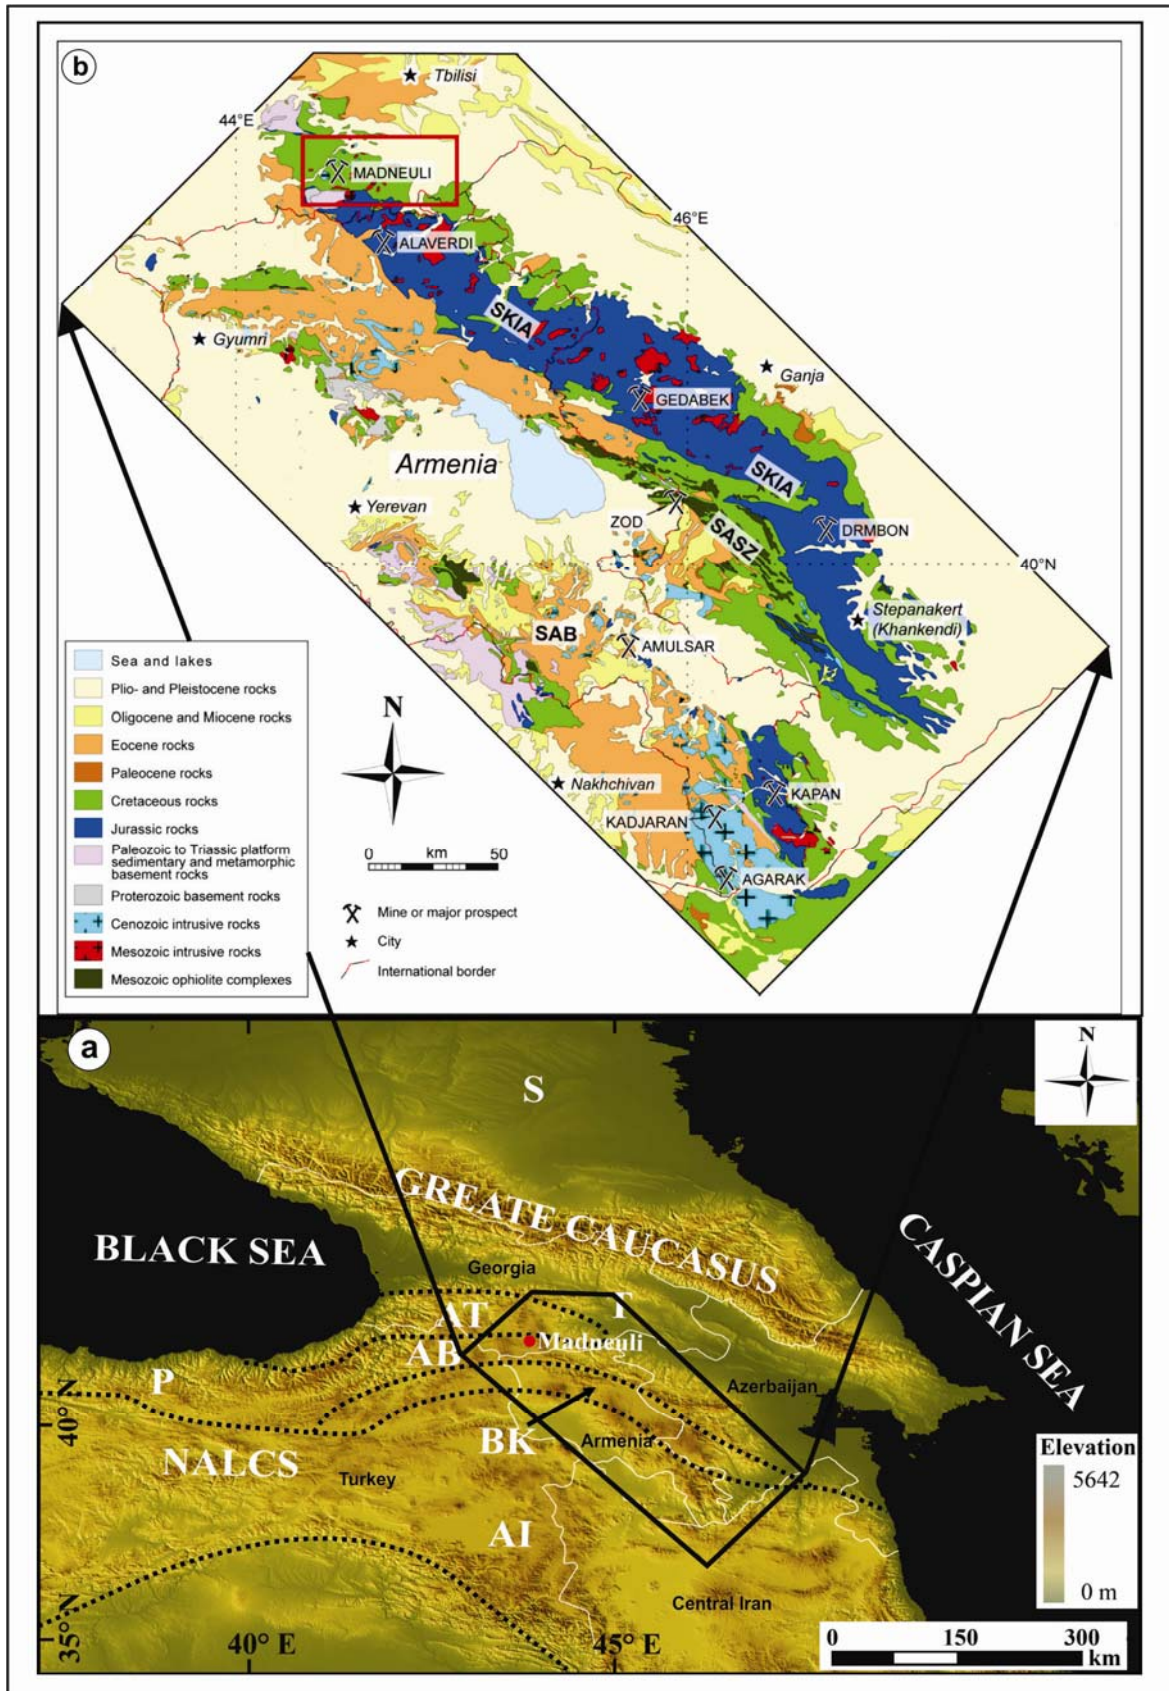 b
Tbilisi
44°E
MADNEULI
46°E
ALAVERDI
SKIA
Gyumri
Ganja
GEDABEK
Armenia
SKIA
Yerevan
ZOD
SASZ
DRMBON
40°N
Stepanakert
(Khankendi)
SAB
AMULSAR
Sea and lakes
Plio- and Pleistocene rocks
Oligocene and Miocene rocks
Eocene rocks
Paleocene rocks
Cretaceous rocks
Jurassic rocks
Paleozoic to Triassic platform
sedimentary and metamorphic
basement rocks
Proterozoic basement rocks
Cenozoic intrusive rocks
Mesozoic intrusive rocks
Mesozoic ophiolite complexes
N
Nakhchivan
KAPAN
KADJARAN
0 km 50
AGARAK
Mine or major prospect
City
International border
a
N
S
GREATE CAUCASUS
BLACK SEA
CASPIAN SEA
Georgia
AT
T
Madneuli
AB
P
Azerbaijan
40° N
BK
Armenia
NALCS
Turkey
Elevation
5642
0 m
AI
Central Iran
35° N
40° E
45° E
0 150 300
km